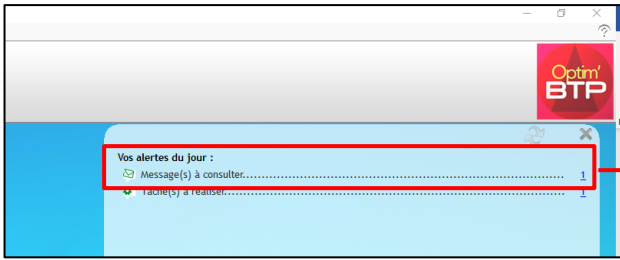 Optim'
BTP
Vos alertes du jour :
Message(s) à consulter.......................................................................................................... 1
Tâche(s) à réaliser................................................................................................................ 1